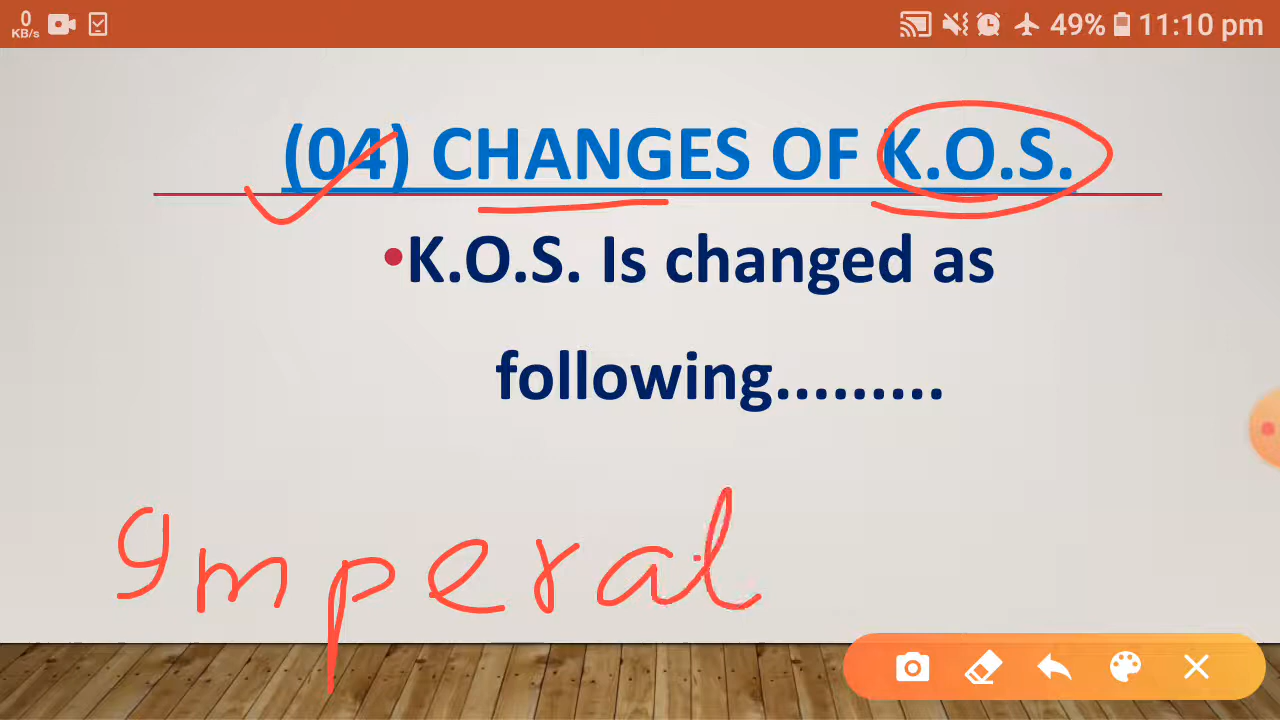 0
KB/s 49% 11:10 pm
(04) CHANGES OF K.O.S.
•K.O.S. Is changed as
following.........
Imperal